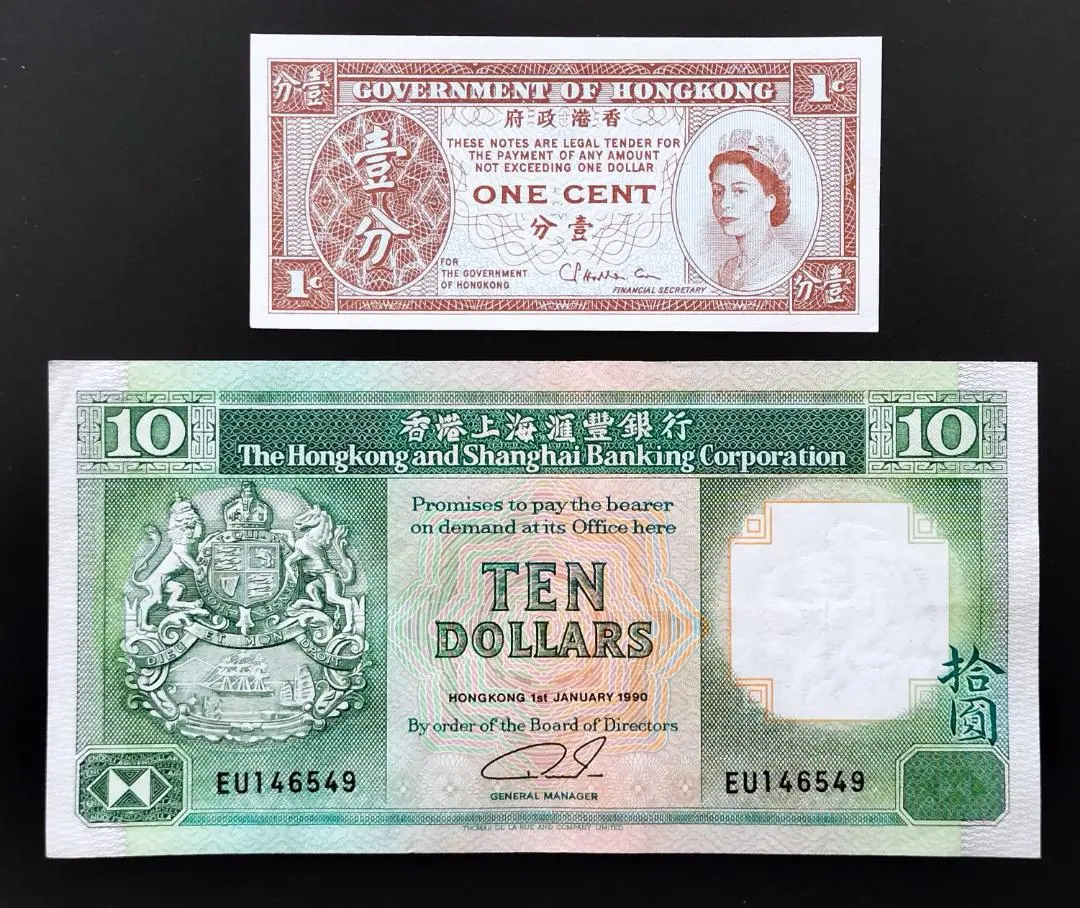 分壹
GOVERNMENT OF HONGKONG
1c
府政港香
THESE NOTES ARE LEGAL TENDER FOR
THE PAYMENT OF ANY AMOUNT
NOT EXCEEDING ONE DOLLAR
壹分
ONE CENT
分壹
FOR
THE GOVERNMENT
OF HONGKONG
FINANCIAL SECRETARY
1c
分壹
10
香港上海滙豐銀行
10
The Hongkong and Shanghai Banking Corporation
Promises to pay the bearer
on demand at its Office here
TEN
DOLLARS
DIEU ET MON DROIT
HONGKONG 1st JANUARY 1990
By order of the Board of Directors
拾圓
EU146549
EU146549
GENERAL MANAGER
THOMAS DE LA RUE AND COMPANY LIMITED